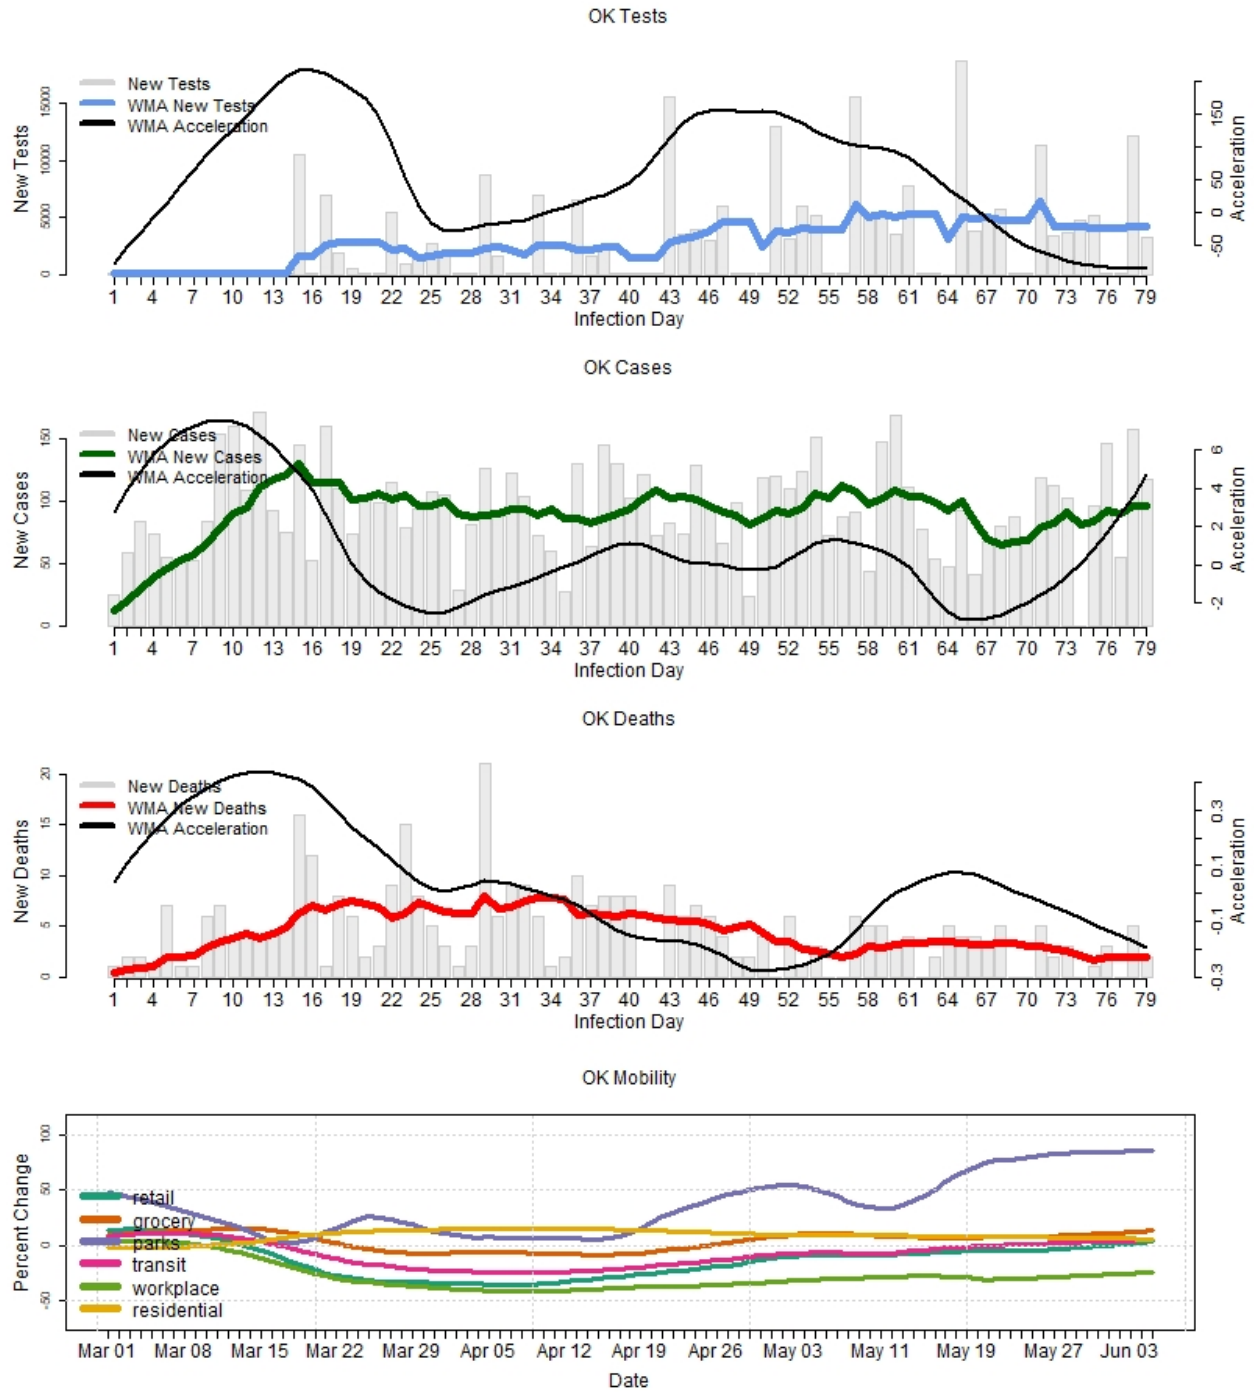 OK Tests
New Tests
WMA New Tests
WMA Acceleration
New Tests
0 5000 10000 15000
Acceleration
-50 0 50 150
1 4 7 10 13 16 19 22 25 28 31 34 37 40 43 46 49 52 55 58 61 64 67 70 73 76 79
Infection Day
OK Cases
New Cases
WMA New Cases
WMA Acceleration
New Cases
0 50 100 150
Acceleration
-2 0 2 4 6
1 4 7 10 13 16 19 22 25 28 31 34 37 40 43 46 49 52 55 58 61 64 67 70 73 76 79
Infection Day
OK Deaths
New Deaths
WMA New Deaths
WMA Acceleration
New Deaths
0 5 10 15 20
Acceleration
-0.3 -0.1 0.1 0.3
1 4 7 10 13 16 19 22 25 28 31 34 37 40 43 46 49 52 55 58 61 64 67 70 73 76 79
Infection Day
OK Mobility
Percent Change
-50 0 50 100
retail
grocery
parks
transit
workplace
residential
Mar 01 Mar 08 Mar 15 Mar 22 Mar 29 Apr 05 Apr 12 Apr 19 Apr 26 May 03 May 11 May 19 May 27 Jun 03
Date